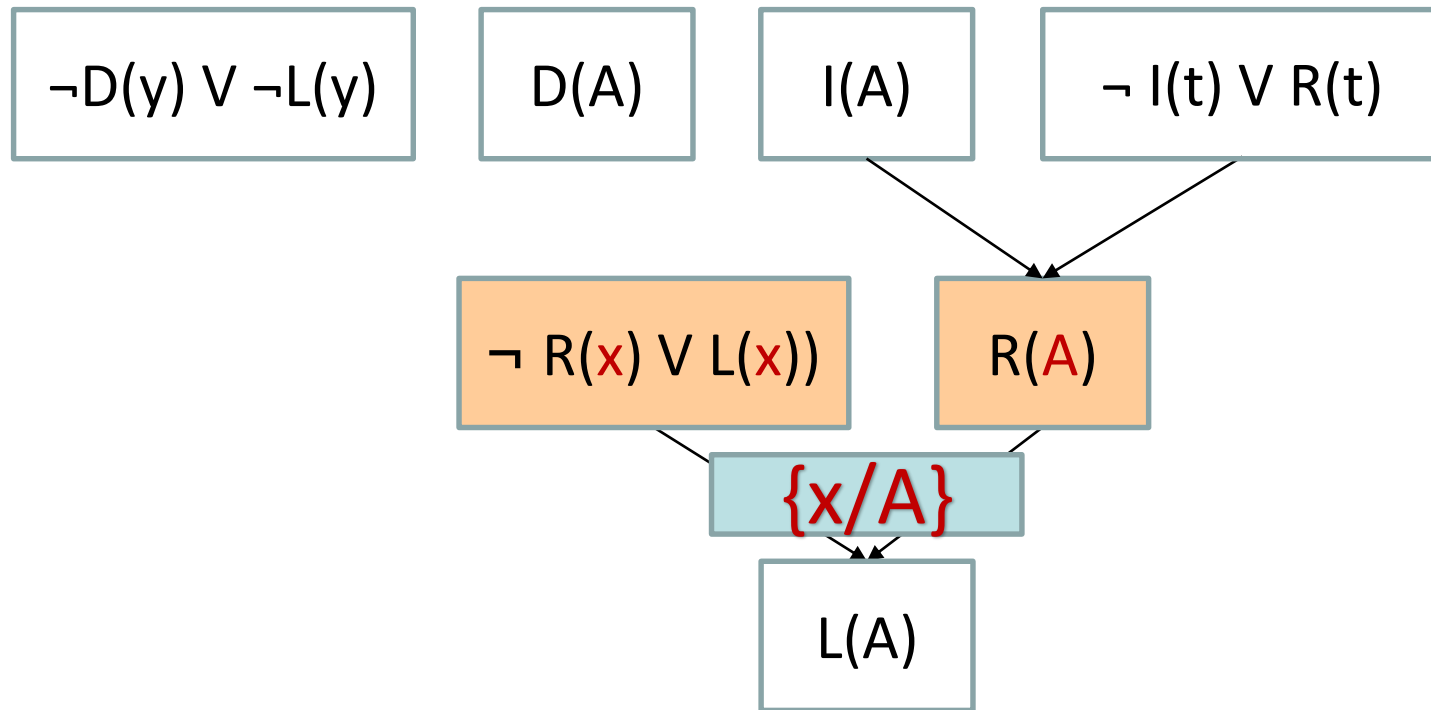 ¬D(y) V ¬L(y)
D(A)
I(A)
¬ I(t) V R(t)
¬ R(x) V L(x))
R(A)
{x/A}
L(A)